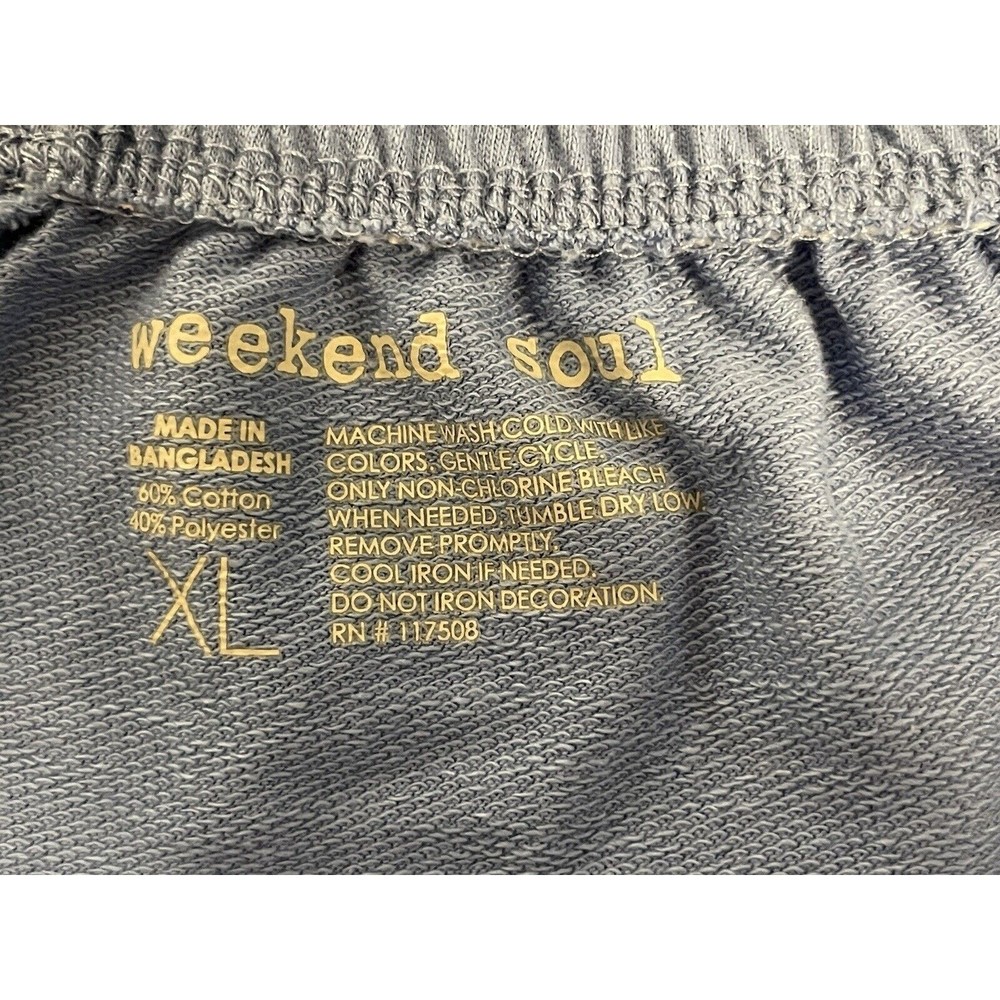 weekend soul
MADE IN
BANGLADESH
60% Cotton
40% Polyester
XL
MACHINE WASH COLD WITH LIKE
COLORS. GENTLE CYCLE.
ONLY NON-CHLORINE BLEACH
WHEN NEEDED. TUMBLE DRY LOW.
REMOVE PROMPTLY.
COOL IRON IF NEEDED.
DO NOT IRON DECORATION.
RN # 117508